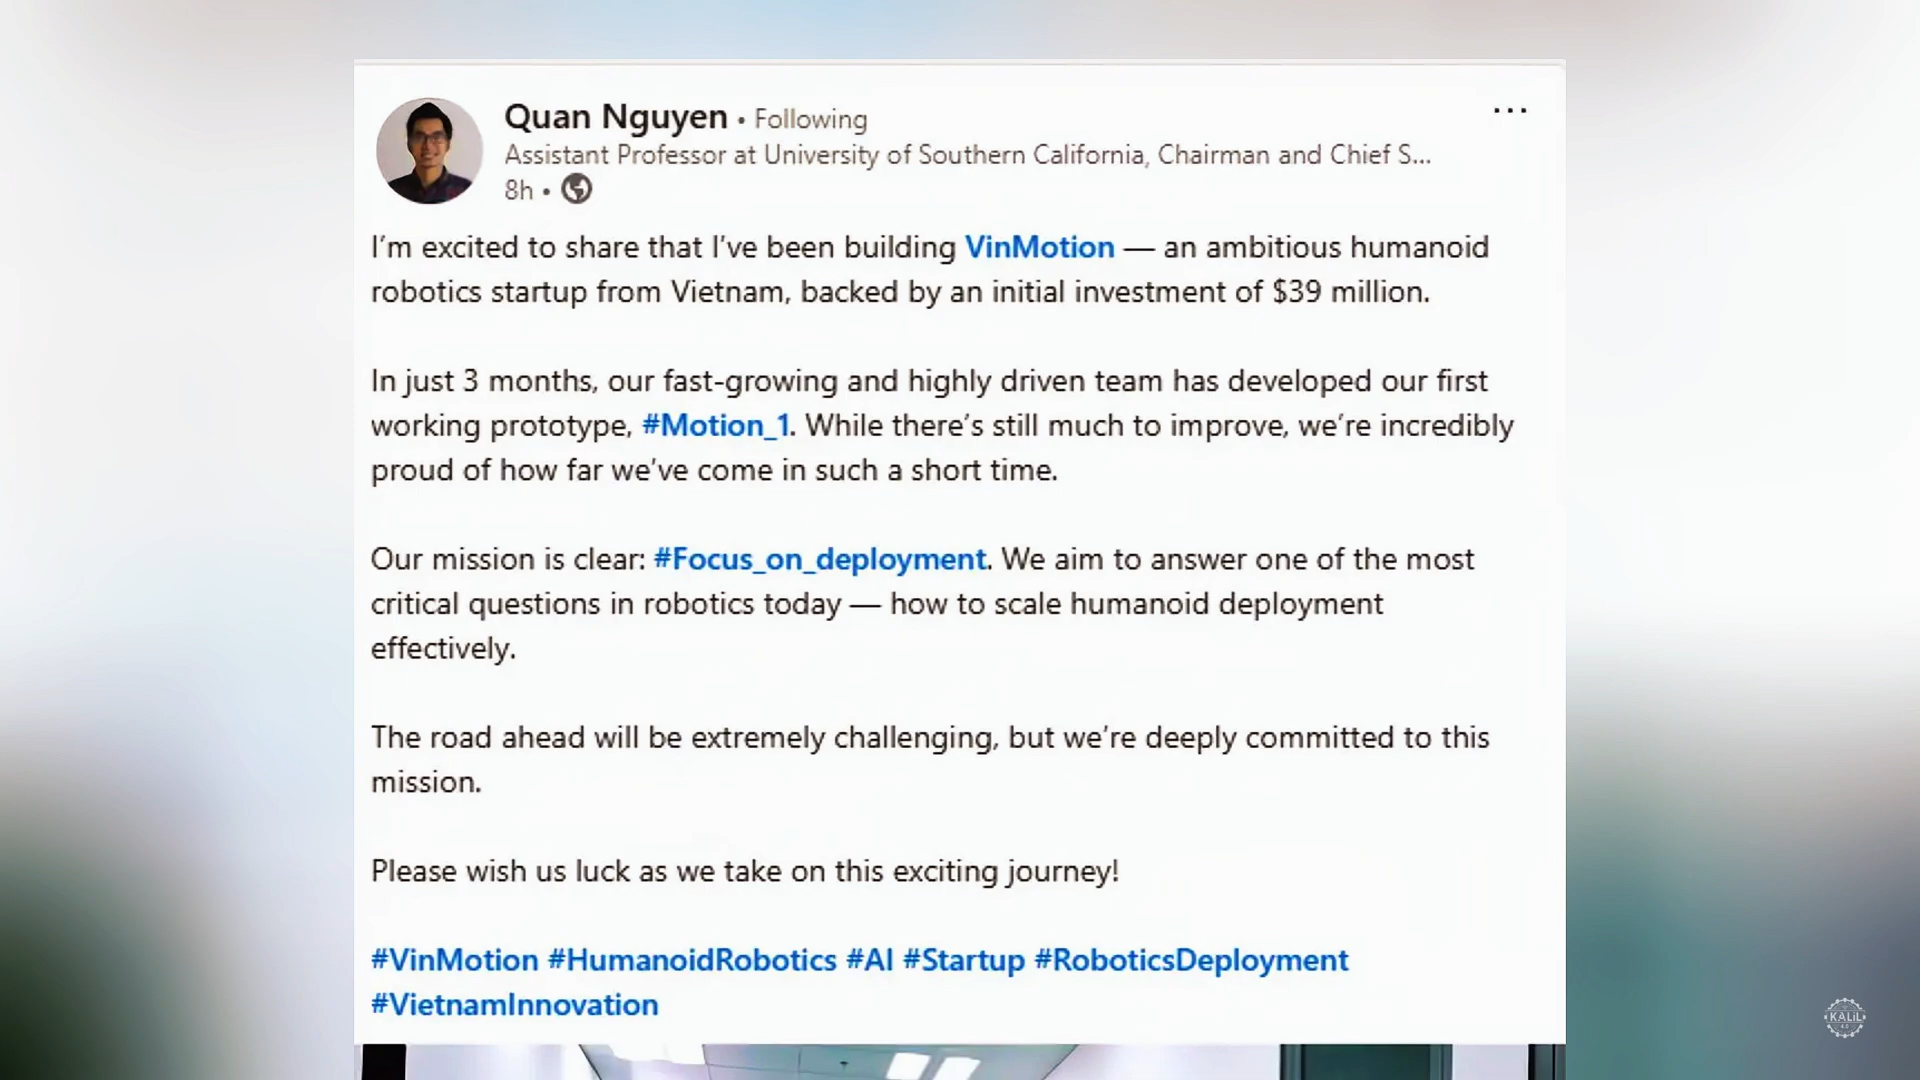 Quan Nguyen • Following
...
Assistant Professor at University of Southern California, Chairman and Chief S...
8h •
I’m excited to share that I’ve been building VinMotion — an ambitious humanoid
robotics startup from Vietnam, backed by an initial investment of $39 million.
In just 3 months, our fast-growing and highly driven team has developed our first
working prototype, #Motion_1. While there’s still much to improve, we’re incredibly
proud of how far we’ve come in such a short time.
Our mission is clear: #Focus_on_deployment. We aim to answer one of the most
critical questions in robotics today — how to scale humanoid deployment
effectively.
The road ahead will be extremely challenging, but we’re deeply committed to this
mission.
Please wish us luck as we take on this exciting journey!
#VinMotion #HumanoidRobotics #AI #Startup #RoboticsDeployment
#VietnamInnovation
KALIL
4.0